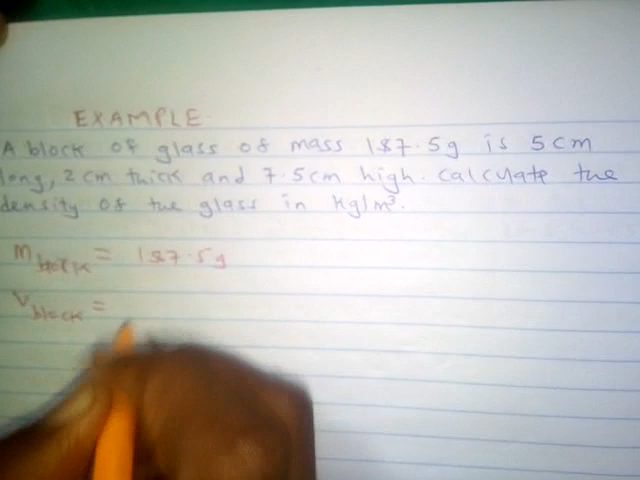 EXAMPLE
A block of glass of mass 187.5g is 5cm
long, 2cm thick and 7.5cm high. Calculate the
density of the glass in Kg/m³.
m block = 187.5g
V block =